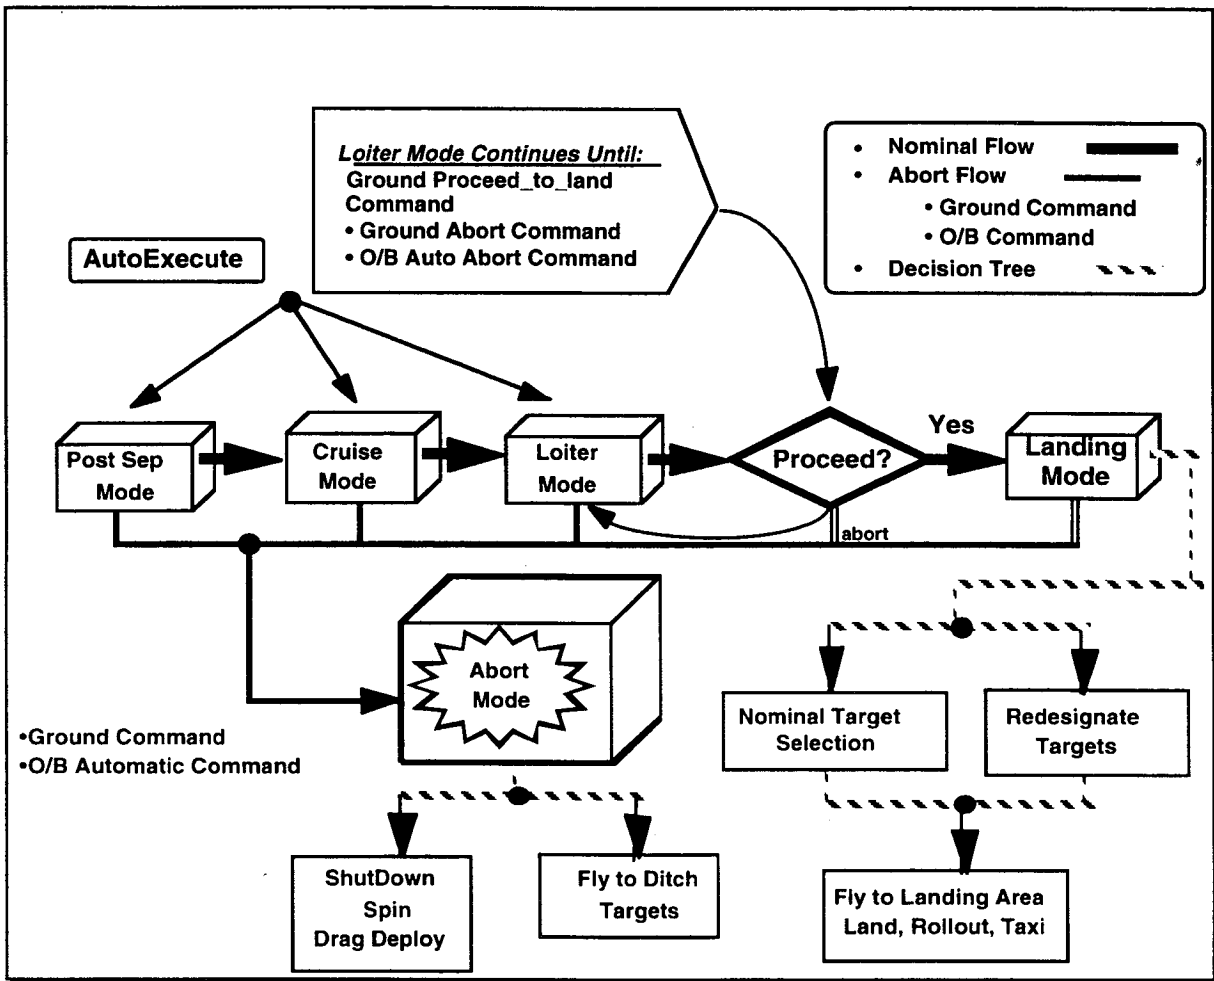 Loiter Mode Continues Until:
Ground Proceed_to_land
Command
• Ground Abort Command
• O/B Auto Abort Command
• Nominal Flow
• Abort Flow
• Ground Command
• O/B Command
• Decision Tree
AutoExecute
Post Sep
Mode
Cruise
Mode
Loiter
Mode
Proceed?
Yes
Landing
Mode
abort
Abort
Mode
•Ground Command
•O/B Automatic Command
Nominal Target
Selection
Redesignate
Targets
ShutDown
Spin
Drag Deploy
Fly to Ditch
Targets
Fly to Landing Area
Land, Rollout, Taxi